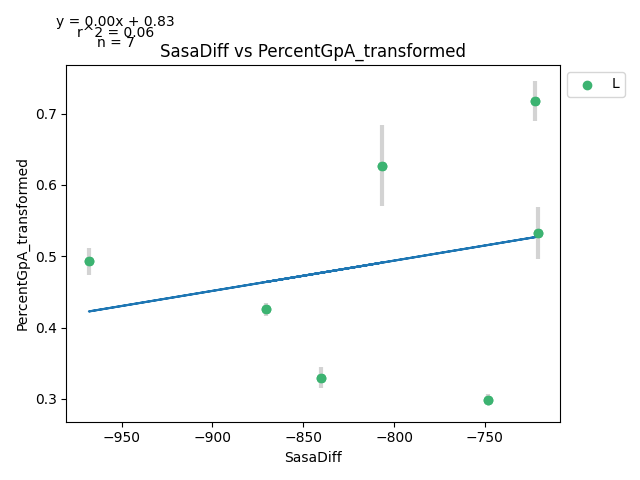 y = 0.00x + 0.83
r^2 = 0.06
n = 7
SasaDiff vs PercentGpA_transformed
L
PercentGpA_transformed
0.7
0.6
0.5
0.4
0.3
−950
−900
−850
−800
−750
SasaDiff